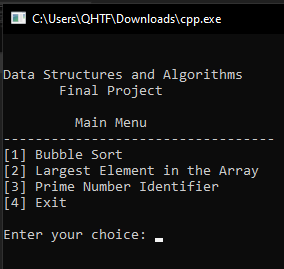 C:\Users\QHTF\Downloads\cpp.exe
Data Structures and Algorithms
Final Project
Main Menu
----------------------------------
[1] Bubble Sort
[2] Largest Element in the Array
[3] Prime Number Identifier
[4] Exit
Enter your choice: